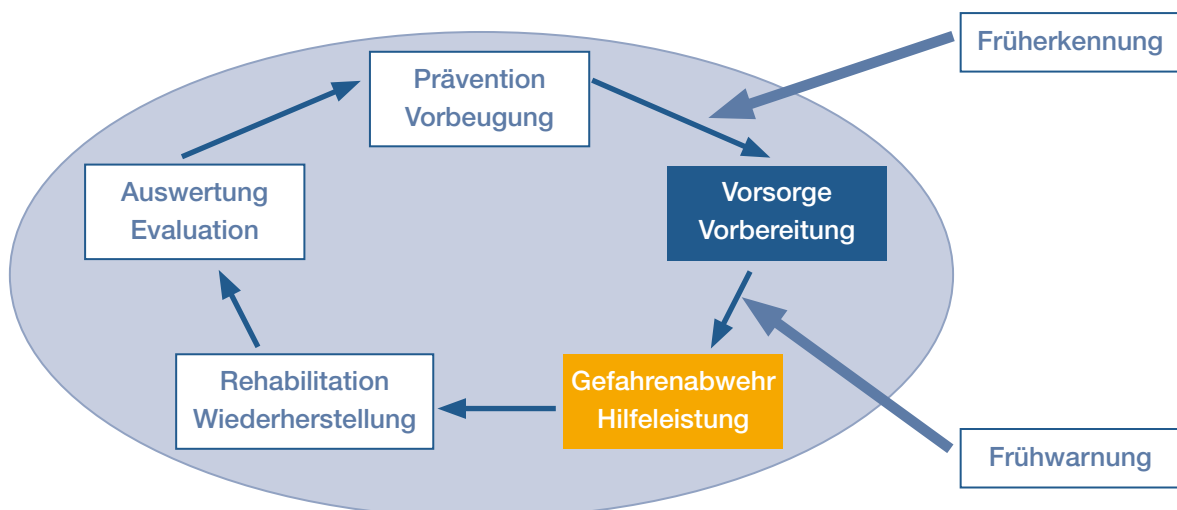 Früherkennung
Prävention
Vorbeugung
Auswertung
Evaluation
Vorsorge
Vorbereitung
Rehabilitation
Wiederherstellung
Gefahrenabwehr
Hilfeleistung
Frühwarnung